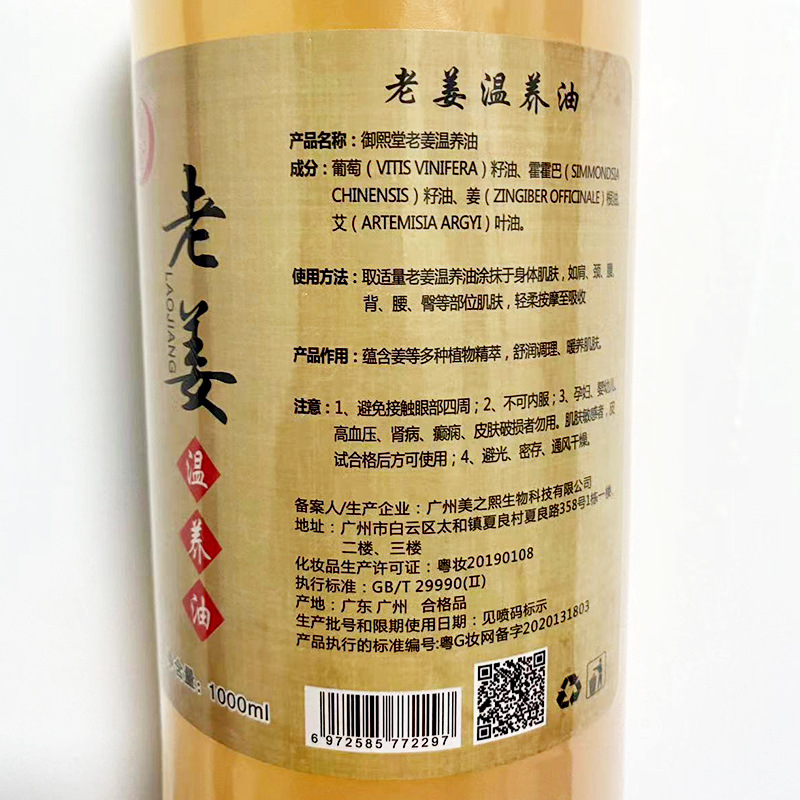 老姜
LAOJIANG
温养油
全量：1000ml
老姜温养油
产品名称：御熙堂老姜温养油
成分：葡萄（VITIS VINIFERA）籽油、霍霍巴（SIMMONDSIA
CHINENSIS）籽油、姜（ZINGIBER OFFICINALE）根油、
艾（ARTEMISIA ARGYI）叶油。
使用方法：取适量老姜温养油涂抹于身体肌肤，如肩、颈、腿、
背、腰、臀等部位肌肤，轻柔按摩至吸收
产品作用：蕴含姜等多种植物精萃，舒润调理、暖养肌肤。
注意：1、避免接触眼部四周；2、不可内服；3、孕妇、婴幼儿、
高血压、肾病、癫痫、皮肤破损者勿用。肌肤敏感者，皮
试合格后方可使用；4、避光、密存、通风干燥。
备案人/生产企业：广州美之熙生物科技有限公司
地址：广州市白云区太和镇夏良村夏良路358号1栋一楼、
二楼、三楼
化妆品生产许可证：粤妆20190108
执行标准：GB/T 29990(II)
产地：广东 广州 合格品
生产批号和限期使用日期：见喷码标示
产品执行的标准编号:粤G妆网备字2020131803
6 972585 772297